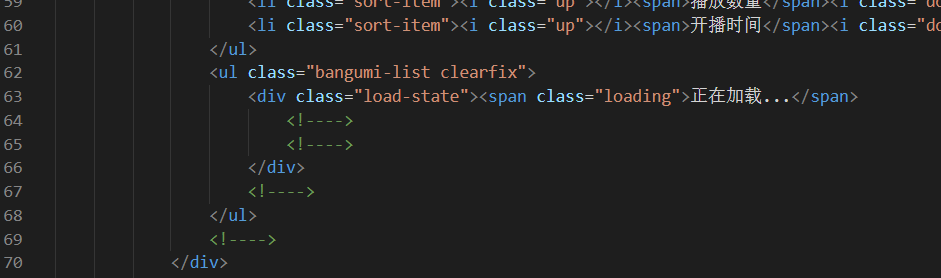 59 <li class="sort-item"><i class="up"></i><span>播放数量</span><i class="do
60 <li class="sort-item"><i class="up"></i><span>开播时间</span><i class="do
61 </ul>
62 <ul class="bangumi-list clearfix">
63 <div class="load-state"><span class="loading">正在加载...</span>
64 <!---->
65 <!---->
66 </div>
67 <!---->
68 </ul>
69 <!---->
70 </div>